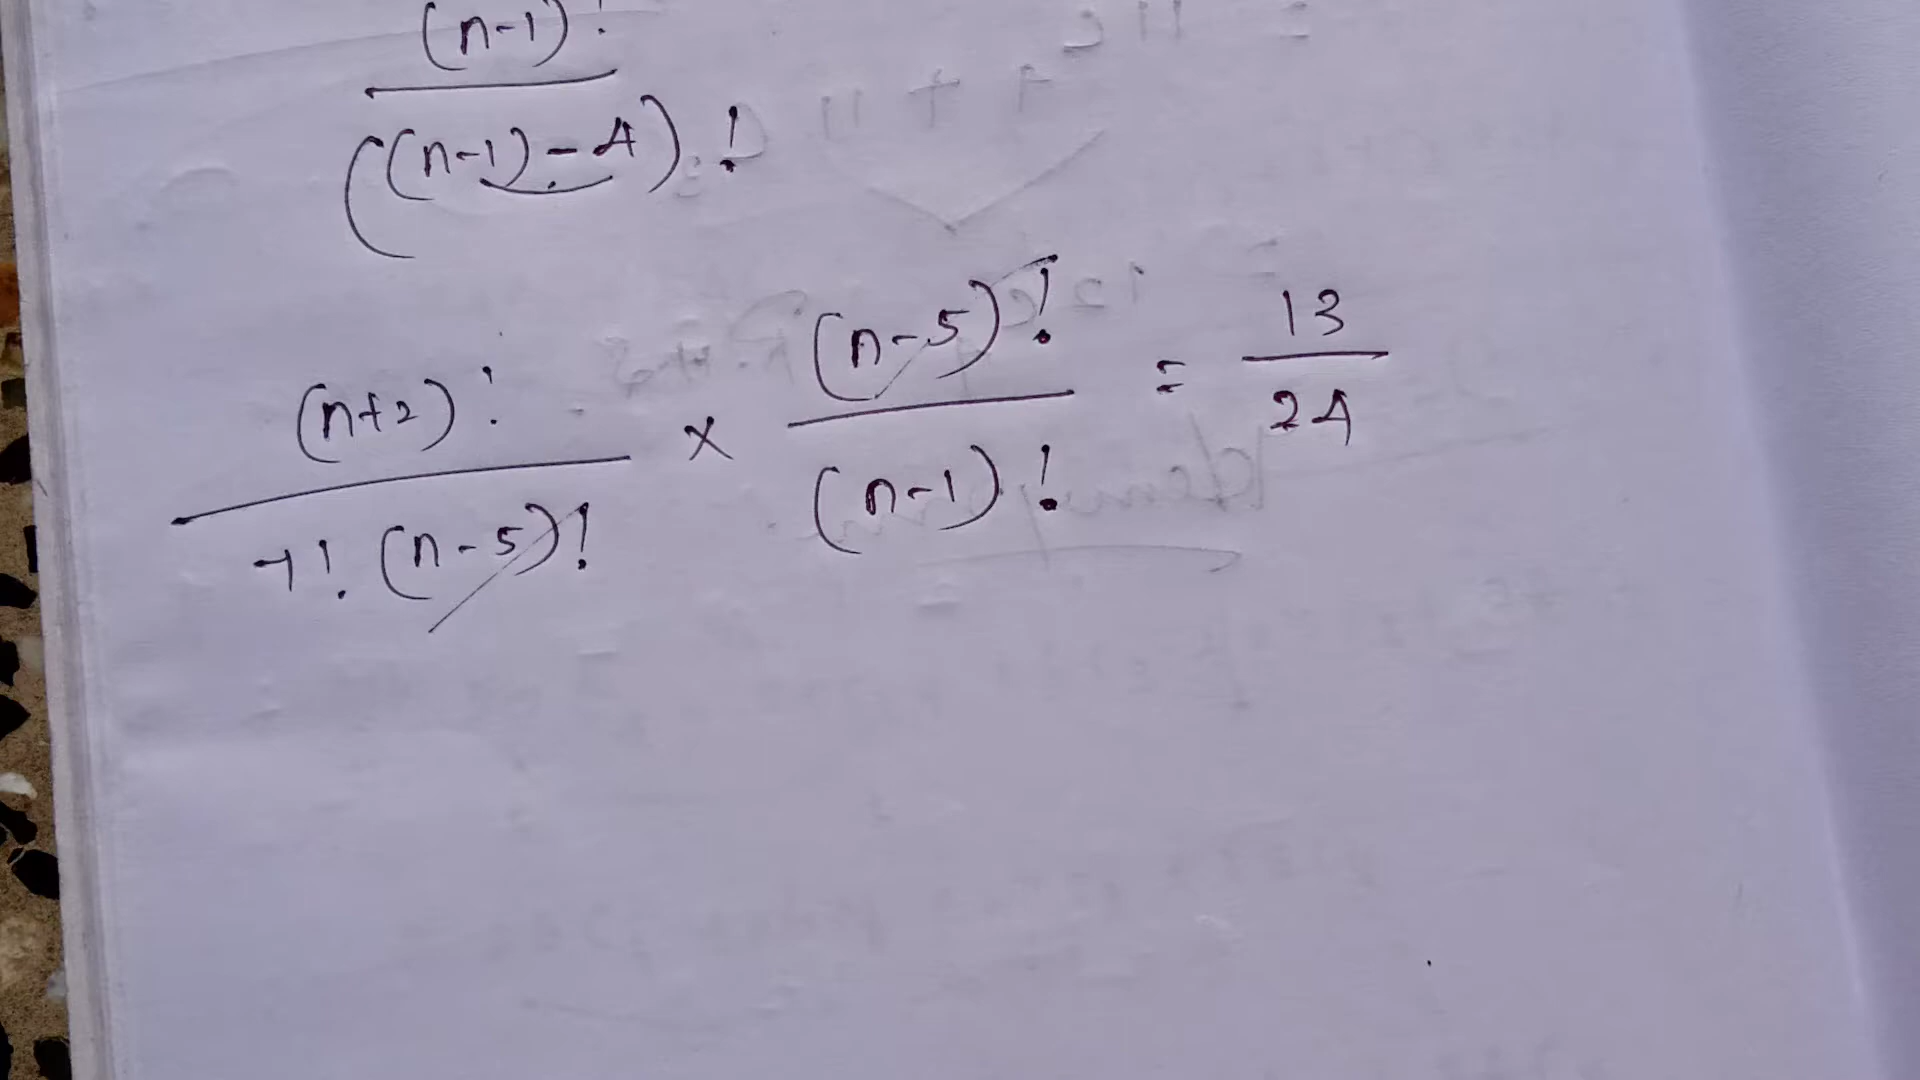 (n-1)!
((n-1)-4)!
(n+2)! / 7! (n-5)! × (n-5)! / (n-1)! = 13 / 24